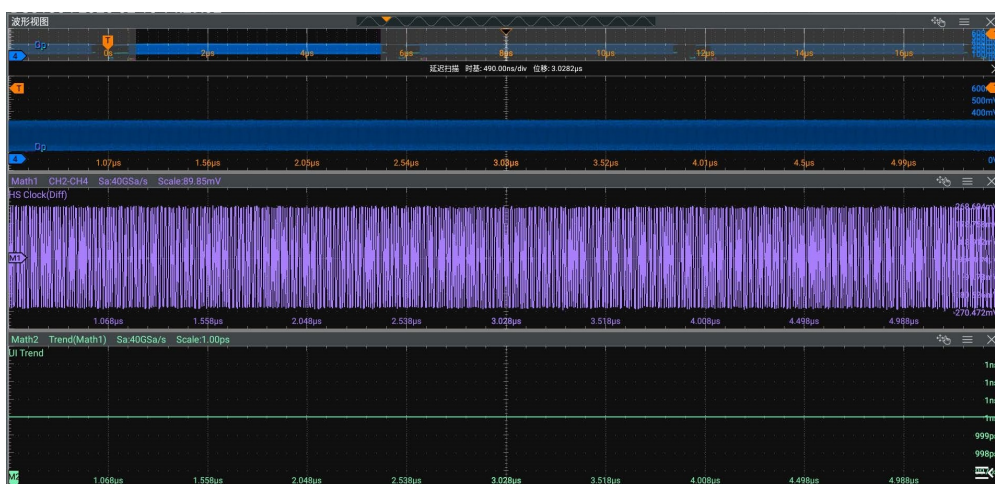 波形视图
Dp
T
4
0s 2μs 4μs 6μs 8μs 10μs 12μs 14μs 16μs
延迟扫描 时基: 490.00ns/div 位移: 3.0282μs
T
500mV
400mV
Dp
4
1.07μs 1.56μs 2.05μs 2.54μs 3.03μs 3.52μs 4.01μs 4.5μs 4.99μs
Math1 CH2-CH4 Sa:40GSa/s Scale:89.85mV
HS Clock(Diff)
M1
-270.472mV
1.068μs 1.558μs 2.048μs 2.538μs 3.028μs 3.518μs 4.008μs 4.498μs 4.988μs
Math2 Trend(Math1) Sa:40GSa/s Scale:1.00ps
UI Trend
1ns
1ns
1ns
999ps
998ps
M2
1.068μs 1.558μs 2.048μs 2.538μs 3.028μs 3.518μs 4.008μs 4.498μs 4.988μs